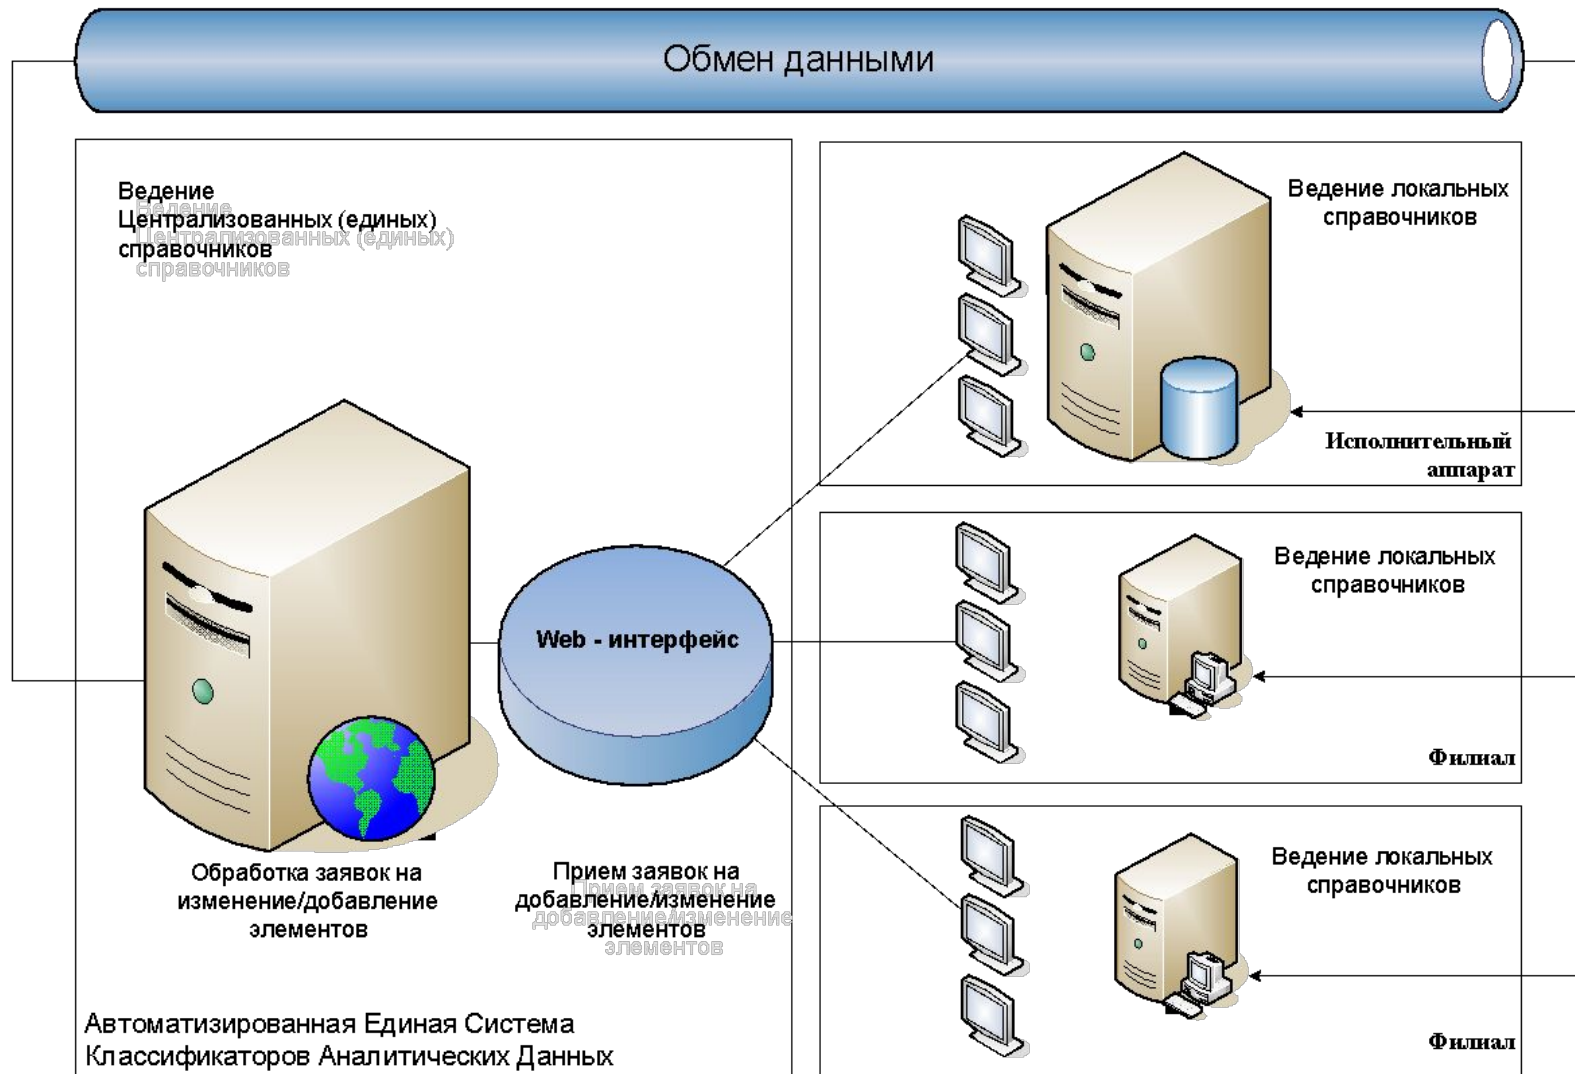 Обмен данными
Ведение
Централизованных (единых)
справочников
Ведение локальных
справочников
Исполнительный
аппарат
Web - интерфейс
Ведение локальных
справочников
Филиал
Обработка заявок на
изменение/добавление
элементов
Прием заявок на
добавление/изменение
элементов
Ведение локальных
справочников
Филиал
Автоматизированная Единая Система
Классификаторов Аналитических Данных